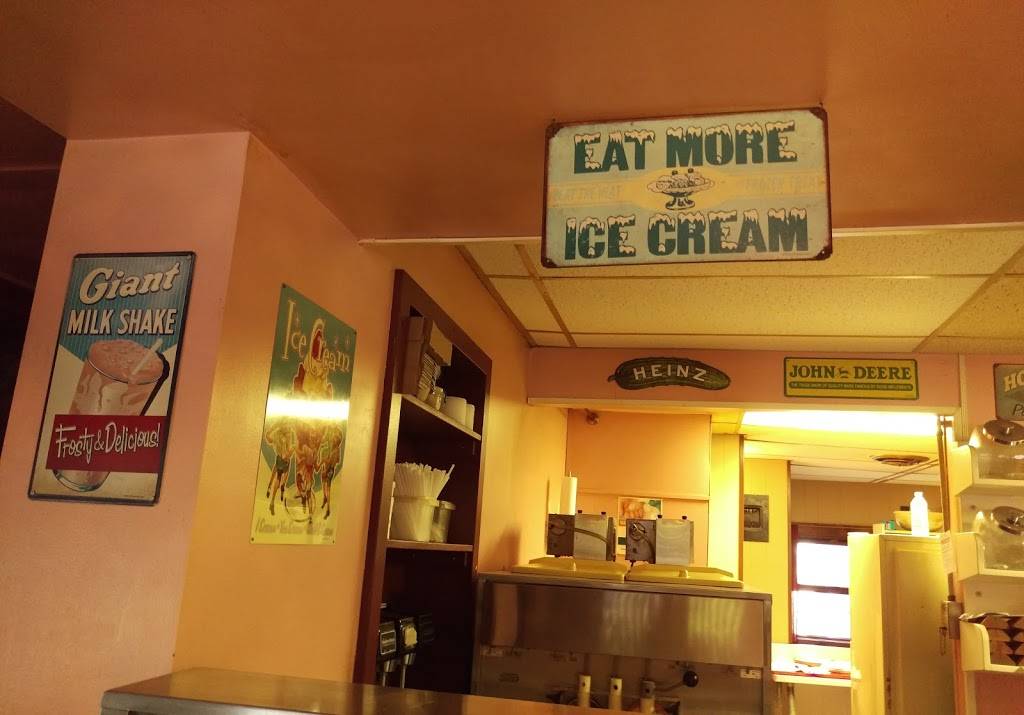 Giant
MILK SHAKE
Frosty & Delicious!
Ice Cream
EAT MORE
ICE CREAM
HEINZ
JOHN DEERE